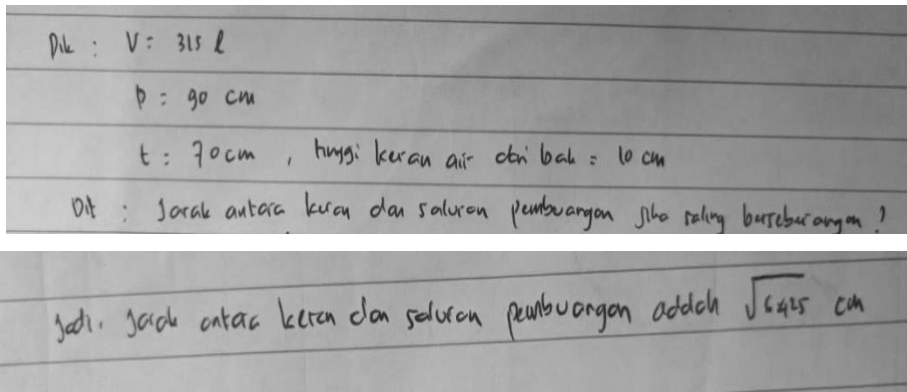 Dik : V = 315 l
p = 90 cm
t : 70 cm , tinggi keran air dari bak = 10 cm
Dit : Jarak antara keran dan saluran pembuangan jika saling berseberangan ?
Jadi, jarak antara keran dan saluran pembuangan adalah √6425 cm